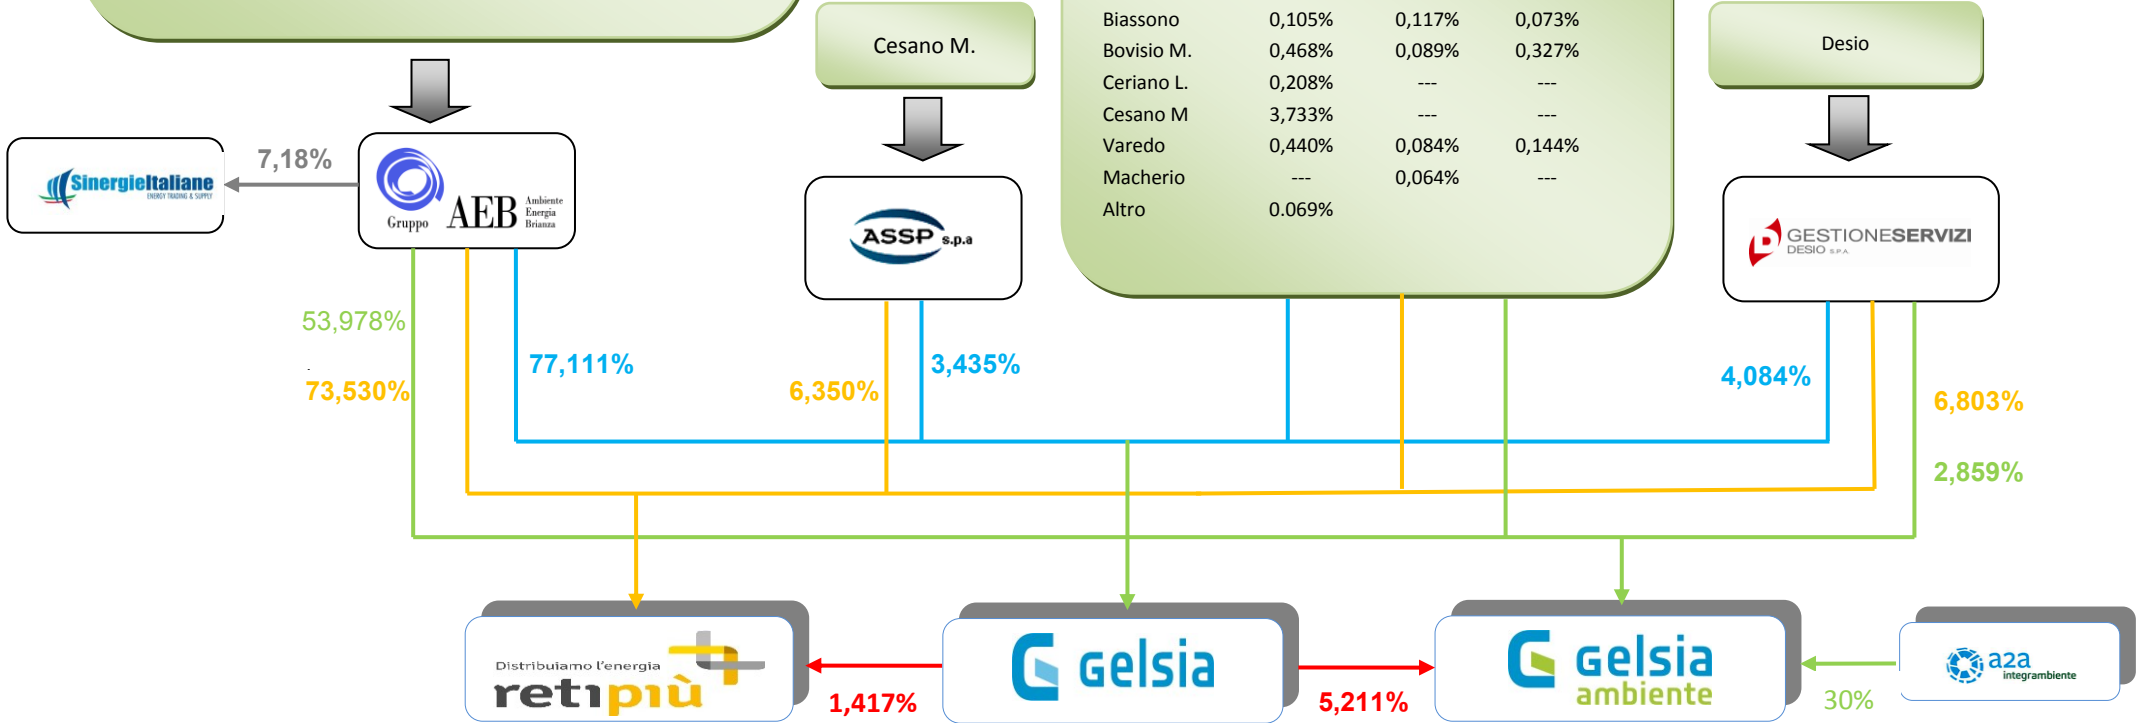 Biassono 0,105% 0,117% 0,073%
Bovisio M. 0,468% 0,089% 0,327%
Ceriano L. 0,208% --- ---
Cesano M 3,733% --- ---
Varedo 0,440% 0,084% 0,144%
Macherio --- 0,064% ---
Altro 0.069%
Cesano M.
Desio
SinergieItaliane
ENERGY TRADING & SUPPLY
7,18%
Gruppo AEB Ambiente
Energia
Brianza
ASSP s.p.a
GESTIONESERVIZI
DESIO S.P.A.
53,978%
73,530%
77,111%
6,350%
3,435%
4,084%
6,803%
2,859%
Distribuiamo l'energia
retipiù
1,417%
Gelsia
5,211%
Gelsia
ambiente
30%
a2a
integrambiente